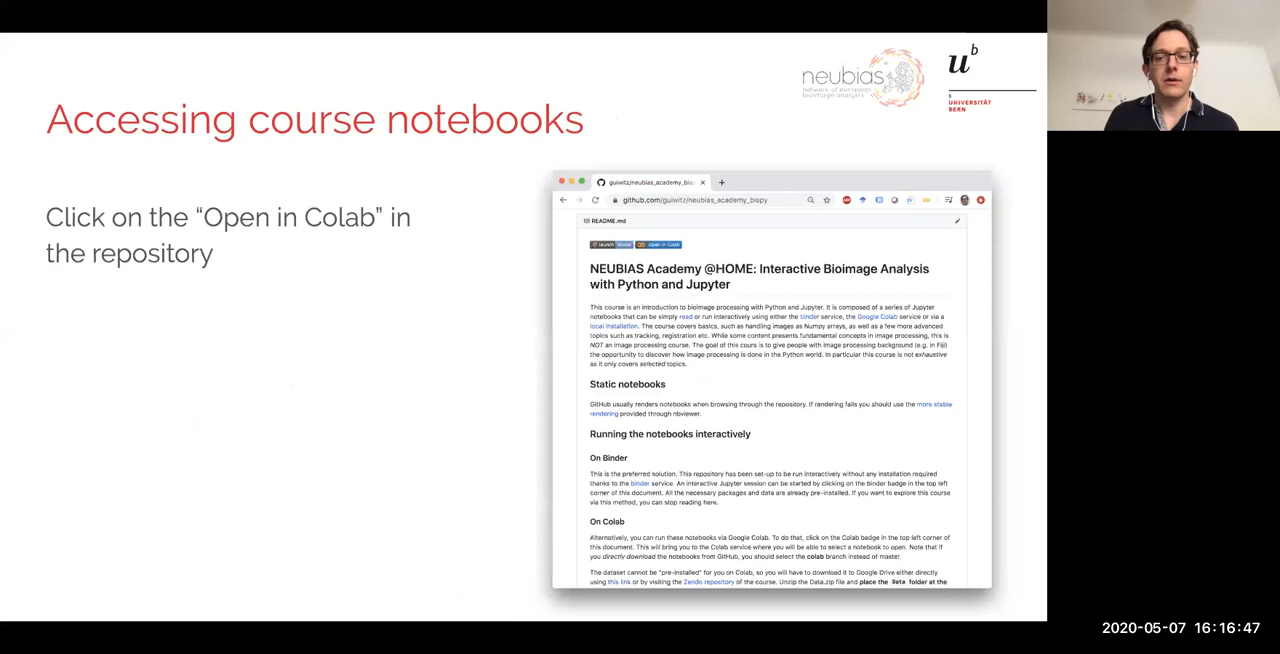 neubias
network of european
bioimage analysts
u
b
b
UNIVERSITÄT
BERN
Accessing course notebooks
Click on the “Open in Colab” in
the repository
guiwitz/neubias_academy_bia
github.com/guiwitz/neubias_academy_biapy
README.md
launch binder Open in Colab
NEUBIAS Academy @HOME: Interactive Bioimage Analysis
with Python and Jupyter
This course is an introduction to bioimage processing with Python and Jupyter. It is composed of a series of Jupyter
notebooks that can be simply read or run interactively using either the binder service, the Google Colab service or via a
local installation. The course covers basics, such as handling images as Numpy arrays, as well as a few more advanced
topics such as tracking, registration etc. While some content presents fundamental concepts in image processing, this is
NOT an image processing course. The goal of this cours is to give people with image processing background (e.g. in Fiji)
the opportunity to discover how image processing is done in the Python world. In particular this course is not exhaustive
as it only covers selected topics.
Static notebooks
GitHub usually renders notebooks when browsing through the repository. If rendering fails you should use the more stable
rendering provided through nbviewer.
Running the notebooks interactively
On Binder
This is the preferred solution. This repository has been set-up to be run interactively without any installation required
thanks to the binder service. An interactive Jupyter session can be started by clicking on the binder badge in the top left
corner of this document. All the necessary packages and data are already pre-installed. If you want to explore this course
via this method, you can stop reading here.
On Colab
Alternatively, you can run these notebooks via Google Colab. To do that, click on the Colab badge in the top left corner of
this document. This will bring you to the Colab service where you will be able to select a notebook to open. Note that if
you directly download the notebooks from GitHub, you should select the colab branch instead of master.
The dataset cannot be "pre-installed" for you on Colab, so you will have to download it to Google Drive either directly
using this link or by visiting the Zendo repository of the course. Unzip the Data.zip file and place the Data folder at the
2020-05-07 16:16:47